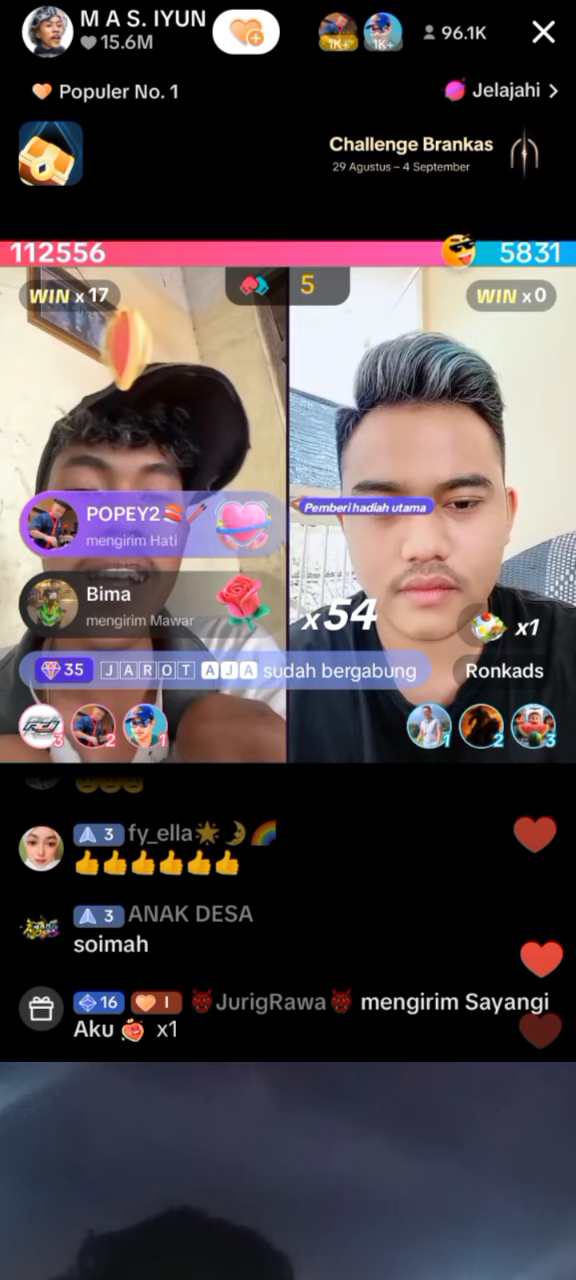 M A S. IYUN
15.6M
1K+
1K+
96.1K
Populer No. 1
Jelajahi
Challenge Brankas
29 Agustus – 4 September
112556
5831
WIN x 17
5
WIN x 0
POPEY2
mengirim Hati
Pemberi hadiah utama
Bima
mengirim Mawar
x54
x1
35 JAROT AJA sudah bergabung
Ronkads
3
2
1
1
2
3
3 fy_ella🌟🌛🌈
👍👍👍👍👍👍
3 ANAK DESA
soimah
16 I 👹JurigRawa👹 mengirim Sayangi
Aku x1